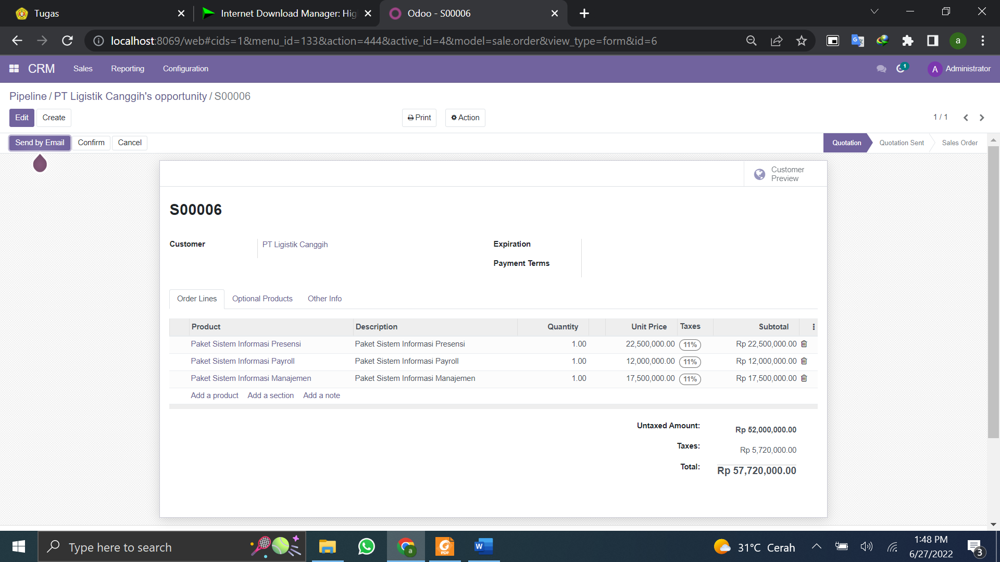 Tugas
Internet Download Manager: Hig
Odoo - S00006
localhost:8069/web#cids=1&menu_id=133&action=444&active_id=4&model=sale.order&view_type=form&id=6
a
CRM Sales Reporting Configuration
1
A Administrator
Pipeline / PT Ligistik Canggih's opportunity / S00006
Edit Create
Print Action
1 / 1
Send by Email Confirm Cancel
Quotation Quotation Sent Sales Order
Customer
Preview
S00006
Customer PT Ligistik Canggih
Expiration
Payment Terms
Order Lines Optional Products Other Info
Product Description Quantity Unit Price Taxes Subtotal
Paket Sistem Informasi Presensi Paket Sistem Informasi Presensi 1.00 22,500,000.00 11% Rp 22,500,000.00
Paket Sistem Informasi Payroll Paket Sistem Informasi Payroll 1.00 12,000,000.00 11% Rp 12,000,000.00
Paket Sistem Informasi Manajemen Paket Sistem Informasi Manajemen 1.00 17,500,000.00 11% Rp 17,500,000.00
Add a product Add a section Add a note
Untaxed Amount: Rp 52,000,000.00
Taxes: Rp 5,720,000.00
Total: Rp 57,720,000.00
Type here to search
a
PDF
W
31°C Cerah
1:48 PM
6/27/2022
3